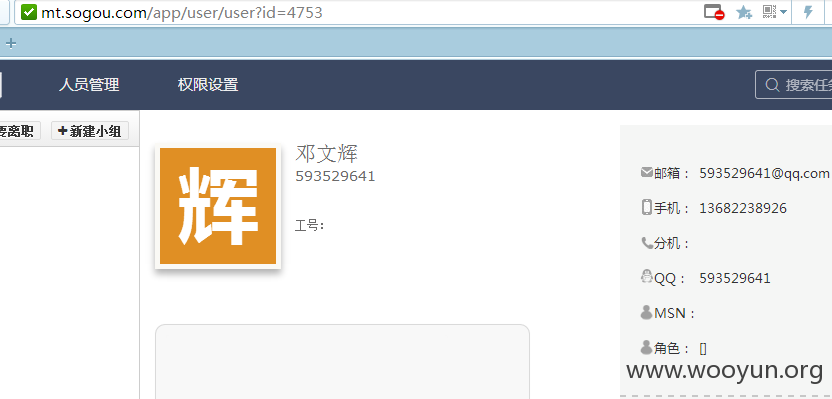 mt.sogou.com/app/user/user?id=4753
人员管理 权限设置 搜索任务
要离职 新建小组
辉
邓文辉
593529641
工号:
邮箱： 593529641@qq.com
手机： 13682238926
分机：
QQ： 593529641
MSN：
角色： []
www.wooyun.org